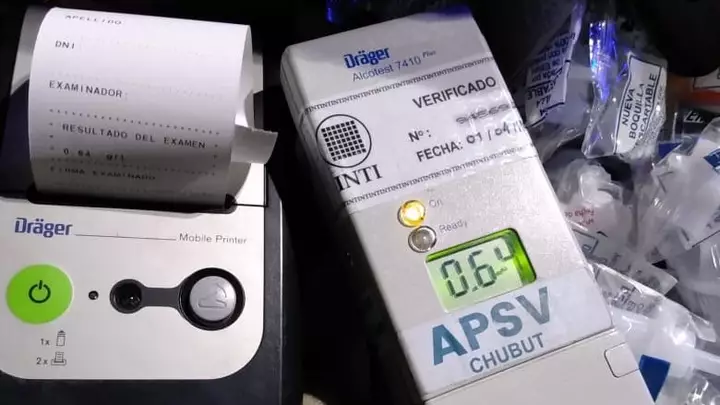 APELLIDO
DNI
EXAMINADOR:
* RESULTADO DEL EXAMEN *
0.64 g/L
FIRMA EXAMINADO
Dräger
Mobile Printer
1x
2x
Dräger
Alcotest 7410 Plus
VERIFICADO
INTI
Nº:
FECHA: 01/04/
On
Ready
0.64
APSV
CHUBUT
NUEVA
BOQUILLA
DESCARTABLE